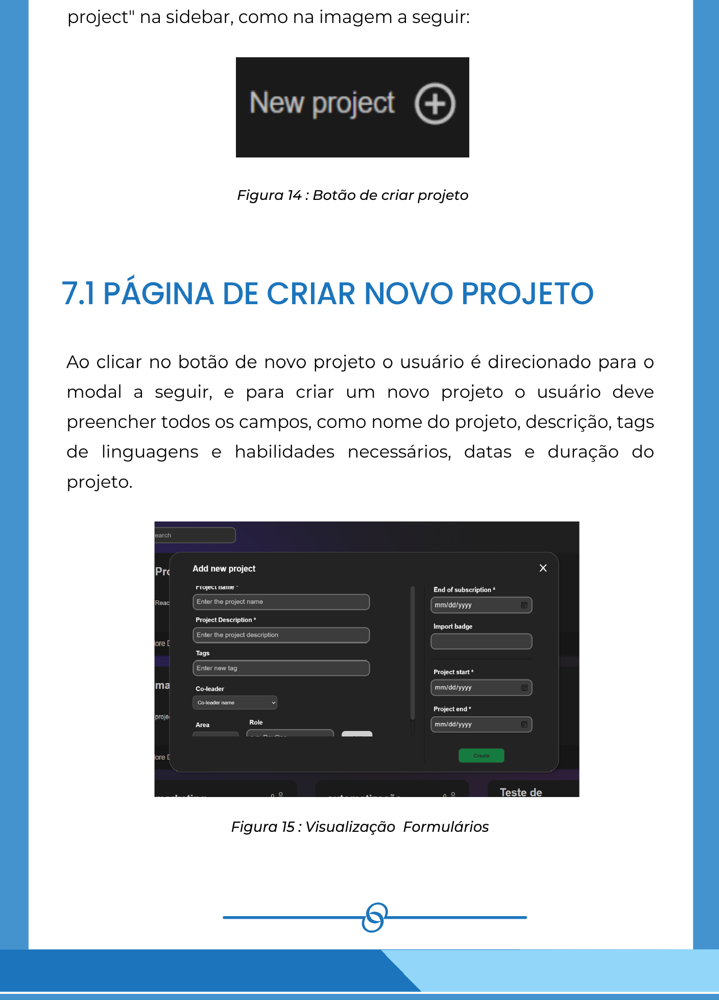 project" na sidebar, como na imagem a seguir:
New project
Figura 14 : Botão de criar projeto
7.1 PÁGINA DE CRIAR NOVO PROJETO
Ao clicar no botão de novo projeto o usuário é direcionado para o
modal a seguir, e para criar um novo projeto o usuário deve
preencher todos os campos, como nome do projeto, descrição, tags
de linguagens e habilidades necessários, datas e duração do
projeto.
earch
Pro
Reac
ore D
ma
proje
ore D
Add new project
Project name *
Enter the project name
Project Description *
Enter the project description
Tags
Enter new tag
Co-leader
Co-leader name
Area
Role
e.g. DevOps
End of subscription *
mm/dd/yyyy
Import badge
Project start *
mm/dd/yyyy
Project end *
mm/dd/yyyy
Create
marketing
automatização
Teste de
Figura 15 : Visualização  Formulários